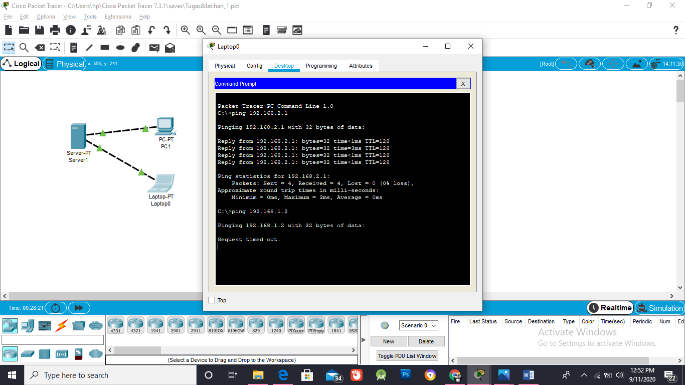 Cisco Packet Tracer - C:\Users\hp\Cisco Packet Tracer 7.3.1\saves\Tugas&latihan_1.pkt
File Edit Options View Tools Extensions Help
Logical
Physical
[Root]
14:11:30
Server-PT
Server1
PC-PT
PC1
Laptop-PT
Laptop0
Laptop0
Physical Config Desktop Programming Attributes
Command Prompt
X
Packet Tracer PC Command Line 1.0
C:\>ping 192.168.2.1
Pinging 192.168.2.1 with 32 bytes of data:
Reply from 192.168.2.1: bytes=32 time<1ms TTL=128
Reply from 192.168.2.1: bytes=32 time=3ms TTL=128
Reply from 192.168.2.1: bytes=32 time<1ms TTL=128
Reply from 192.168.2.1: bytes=32 time<1ms TTL=128
Ping statistics for 192.168.2.1:
Packets: Sent = 4, Received = 4, Lost = 0 (0% loss),
Approximate round trip times in milli-seconds:
Minimum = 0ms, Maximum = 3ms, Average = 0ms
C:\>ping 192.168.1.2
Pinging 192.168.1.2 with 32 bytes of data:
Request timed out.
Top
Time: 00:28:21
Realtime
Simulation
4331 4321 1941 2901 2911 819IOX 819HGW 829 1240
(Select a Device to Drag and Drop to the Workspace)
Scenario 0
New Delete
Toggle PDU List Window
Fire Last Status Source Destination Type Color Time(sec) Periodic Num Ed
Activate Windows
Go to Settings to activate Windows.
Type here to search
34
12:52 PM
9/11/2020
22